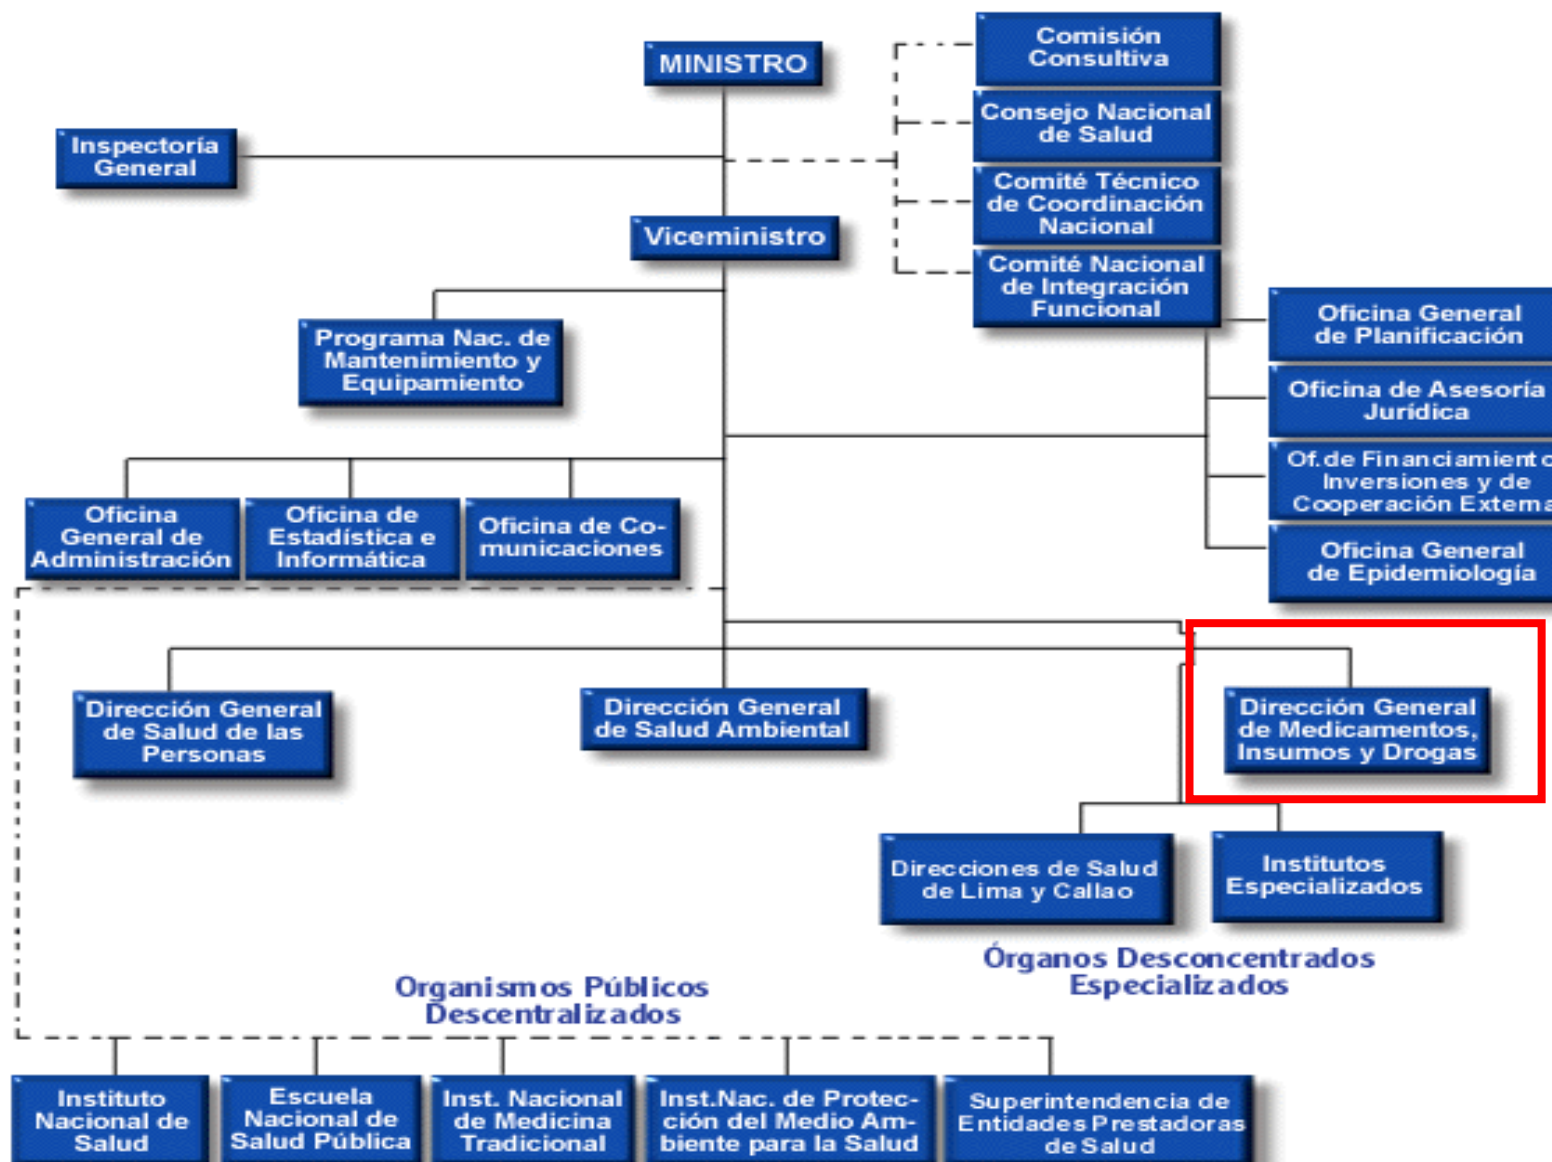 MINISTRO
Comisión
Consultiva
Consejo Nacional
de Salud
Comité Técnico
de Coordinación
Nacional
Comité Nacional
de Integración
Funcional
Inspectoría
General
Viceministro
Programa Nac. de
Mantenimiento y
Equipamiento
Oficina General
de Planificación
Oficina de Asesoría
Jurídica
Of.de Financiamiento
Inversiones y de
Cooperación Externa
Oficina General
de Epidemiología
Oficina
General de
Administración
Oficina de
Estadística e
Informática
Oficina de Co-
municaciones
Dirección General
de Salud de las
Personas
Dirección General
de Salud Ambiental
Dirección General
de Medicamentos,
Insumos y Drogas
Direcciones de Salud
de Lima y Callao
Institutos
Especializados
Órganos Desconcentrados
Especializados
Organismos Públicos
Descentralizados
Instituto
Nacional de
Salud
Escuela
Nacional de
Salud Pública
Inst. Nacional
de Medicina
Tradicional
Inst.Nac. de Protec-
ción del Medio Am-
biente para la Salud
Superintendencia de
Entidades Prestadoras
de Salud